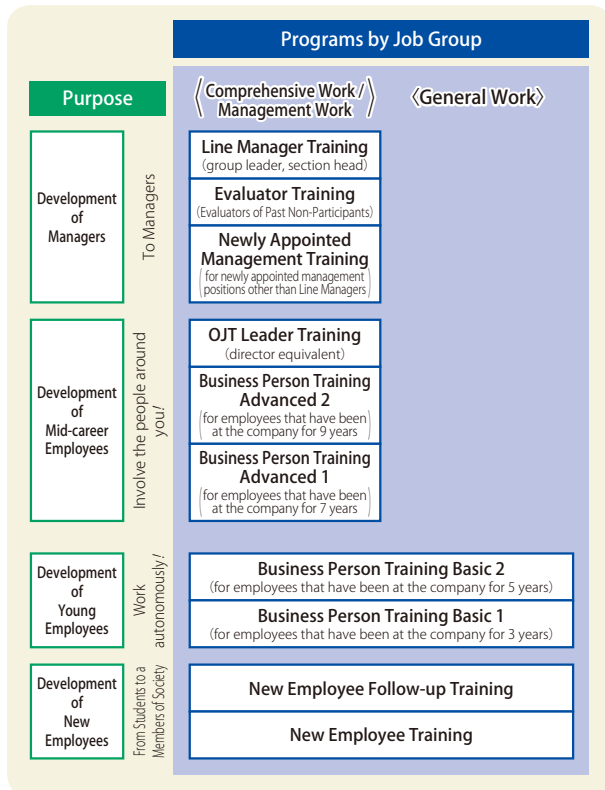 Programs by Job Group
Purpose
Comprehensive Work /
Management Work
〈General Work〉
Development
of
Managers
To Managers
Line Manager Training
(group leader, section head)
Evaluator Training
(Evaluators of Past Non-Participants)
Newly Appointed
Management Training
(for newly appointed management
positions other than Line Managers)
Development
of
Mid-career
Employees
Involve the people around
you!
OJT Leader Training
(director equivalent)
Business Person Training
Advanced 2
(for employees that have been
at the company for 9 years)
Business Person Training
Advanced 1
(for employees that have been
at the company for 7 years)
Development
of
Young
Employees
Work
autonomously!
Business Person Training Basic 2
(for employees that have been at the company for 5 years)
Business Person Training Basic 1
(for employees that have been at the company for 3 years)
Development
of
New
Employees
From Students to a
Members of Society
New Employee Follow-up Training
New Employee Training